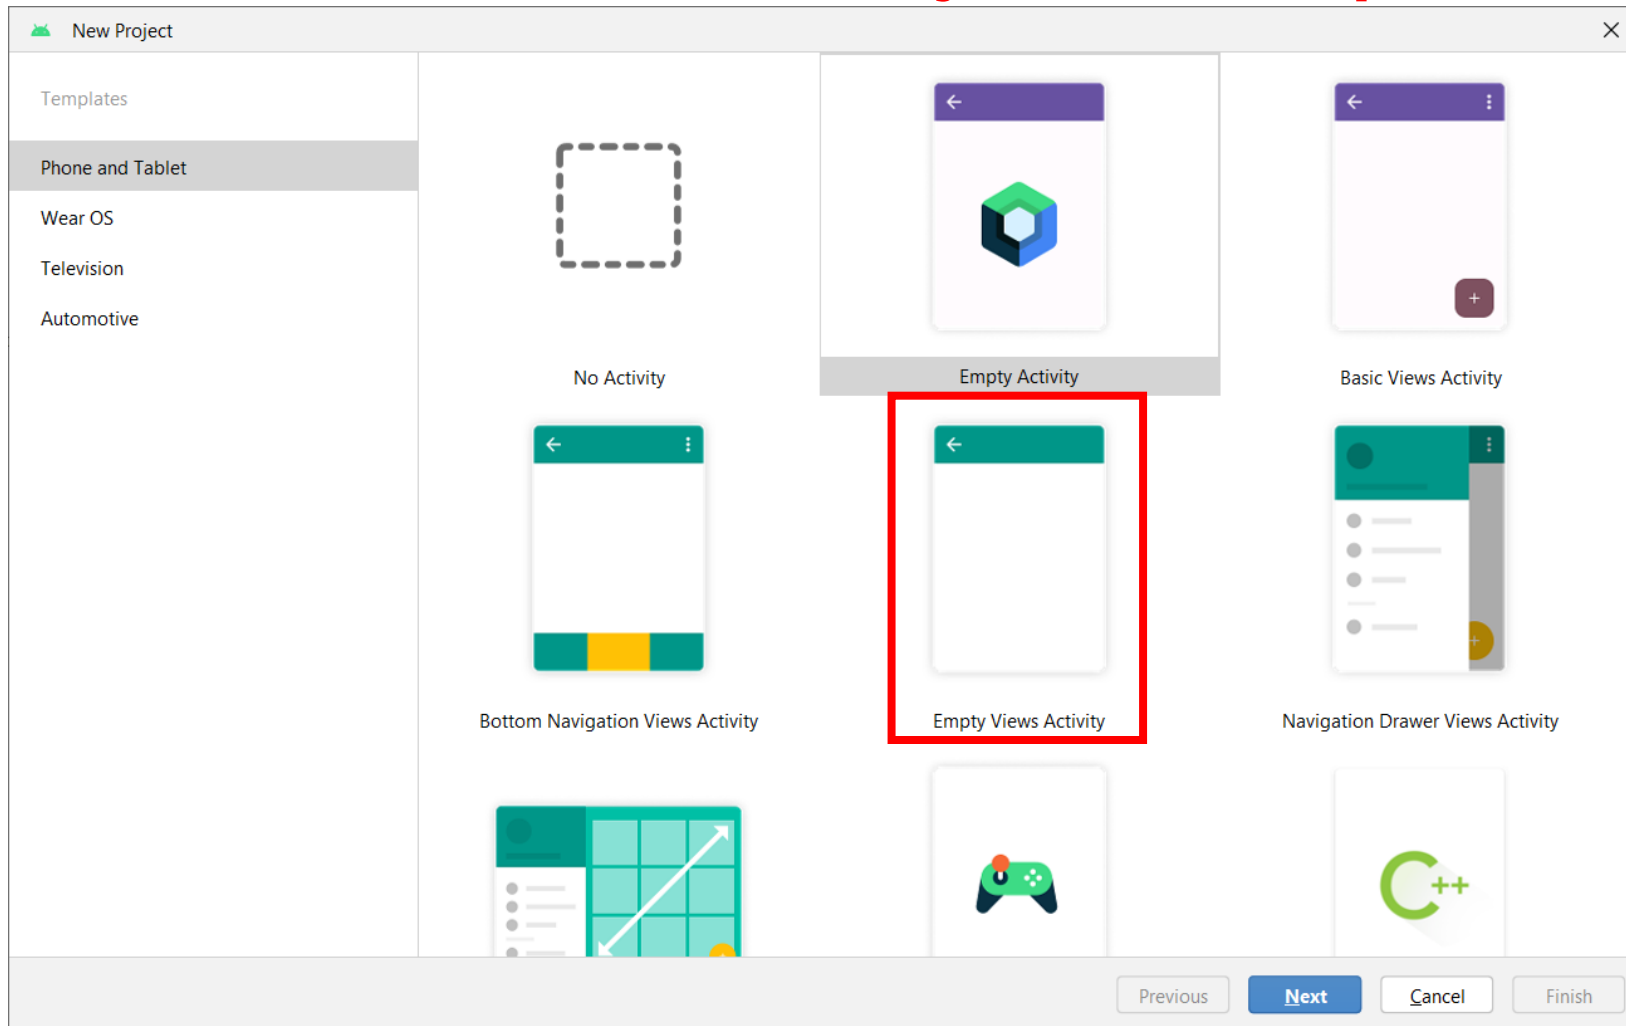 New Project
Templates
Phone and Tablet
Wear OS
Television
Automotive
No Activity
Empty Activity
Basic Views Activity
Bottom Navigation Views Activity
Empty Views Activity
Navigation Drawer Views Activity
C++
Previous
Next
Cancel
Finish